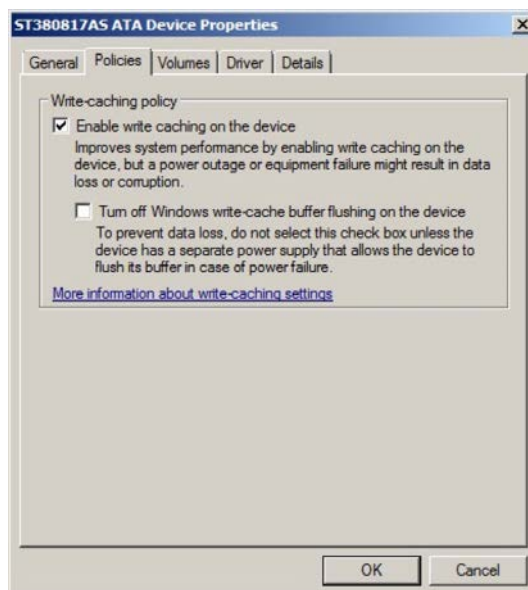 ST380817AS ATA Device Properties
General Policies Volumes Driver Details
Write-caching policy
Enable write caching on the device
Improves system performance by enabling write caching on the
device, but a power outage or equipment failure might result in data
loss or corruption.
Turn off Windows write-cache buffer flushing on the device
To prevent data loss, do not select this check box unless the
device has a separate power supply that allows the device to
flush its buffer in case of power failure.
More information about write-caching settings
OK Cancel